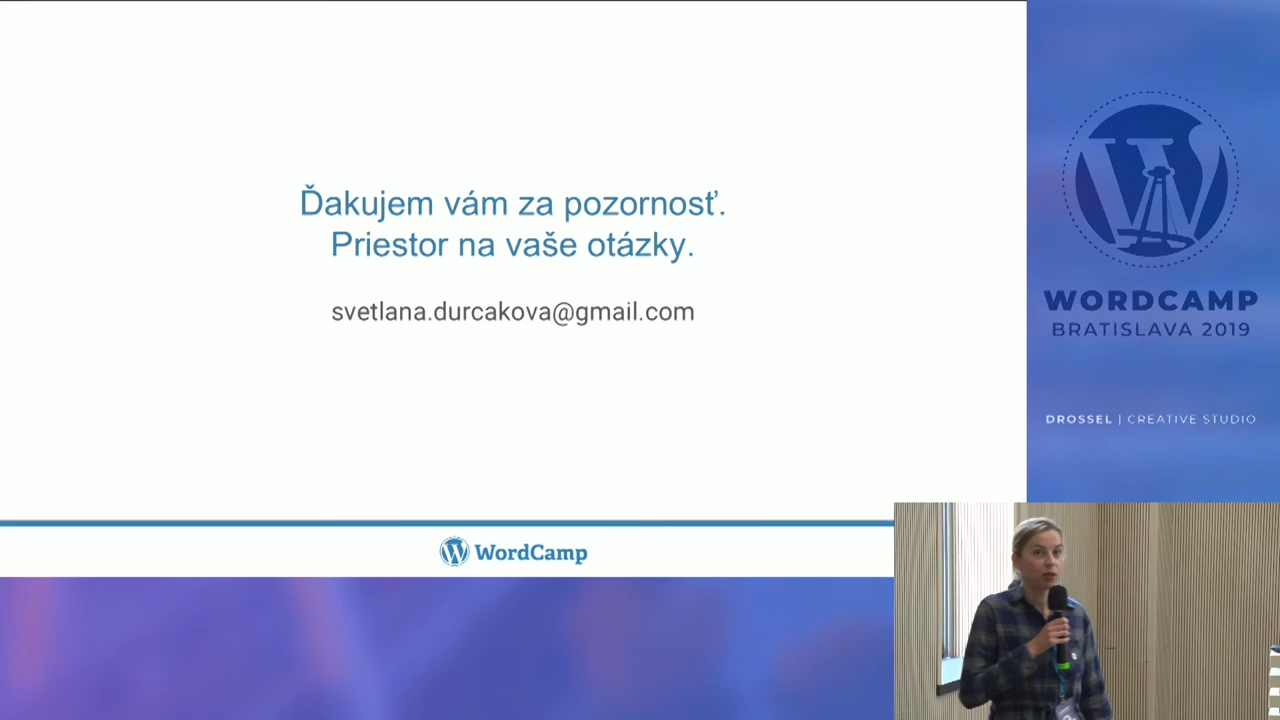 Ďakujem vám za pozornosť.
Priestor na vaše otázky.
svetlana.durcakova@gmail.com
WordCamp
WORDCAMP
BRATISLAVA 2019
DROSSEL | CREATIVE STUDIO